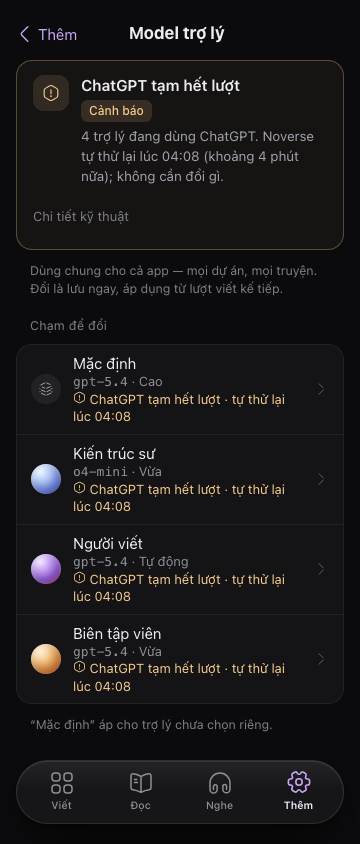 Thêm
Model trợ lý
ChatGPT tạm hết lượt
Cảnh báo
4 trợ lý đang dùng ChatGPT. Noverse
tự thử lại lúc 04:08 (khoảng 4 phút
nữa); không cần đổi gì.
Chi tiết kỹ thuật
Dùng chung cho cả app — mọi dự án, mọi truyện.
Đổi là lưu ngay, áp dụng từ lượt viết kế tiếp.
Chạm để đổi
Mặc định
gpt-5.4 · Cao
ChatGPT tạm hết lượt · tự thử lại
lúc 04:08
Kiến trúc sư
o4-mini · Vừa
ChatGPT tạm hết lượt · tự thử lại
lúc 04:08
Người viết
gpt-5.4 · Tự động
ChatGPT tạm hết lượt · tự thử lại
lúc 04:08
Biên tập viên
gpt-5.4 · Vừa
ChatGPT tạm hết lượt · tự thử lại
lúc 04:08
“Mặc định” áp cho trợ lý chưa chọn riêng.
Viết
Đọc
Nghe
Thêm